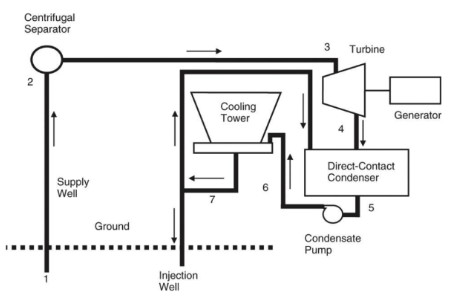 Centrifugal
Separator
3
Turbine
2
Cooling
Tower
Generator
4
Direct-Contact
Condenser
Supply
Well
6
7
5
Ground
Condensate
Pump
1
Injection
Well